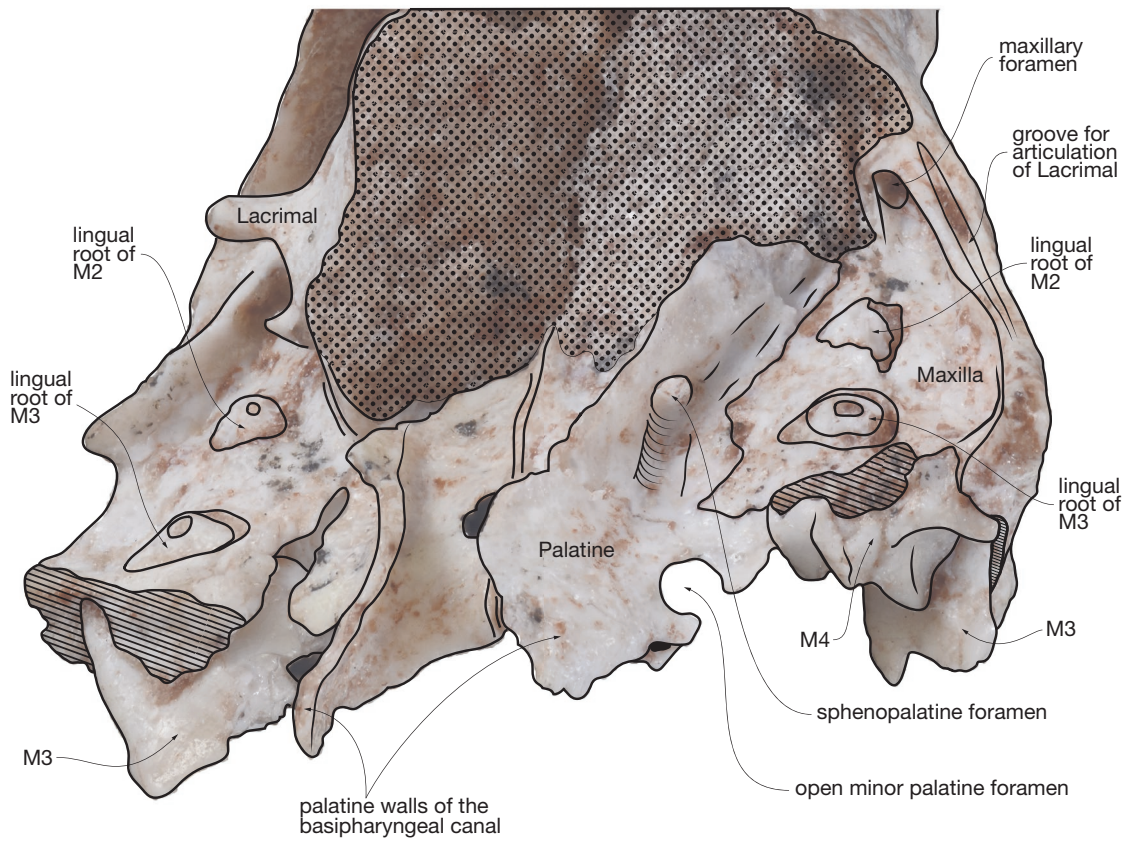 maxillary
foramen
groove for
articulation
of Lacrimal
Lacrimal
lingual
root of
M2
lingual
root of
M2
lingual
root of
M3
Maxilla
lingual
root of
M3
Palatine
M4
M3
sphenopalatine foramen
M3
open minor palatine foramen
palatine walls of the
basipharyngeal canal